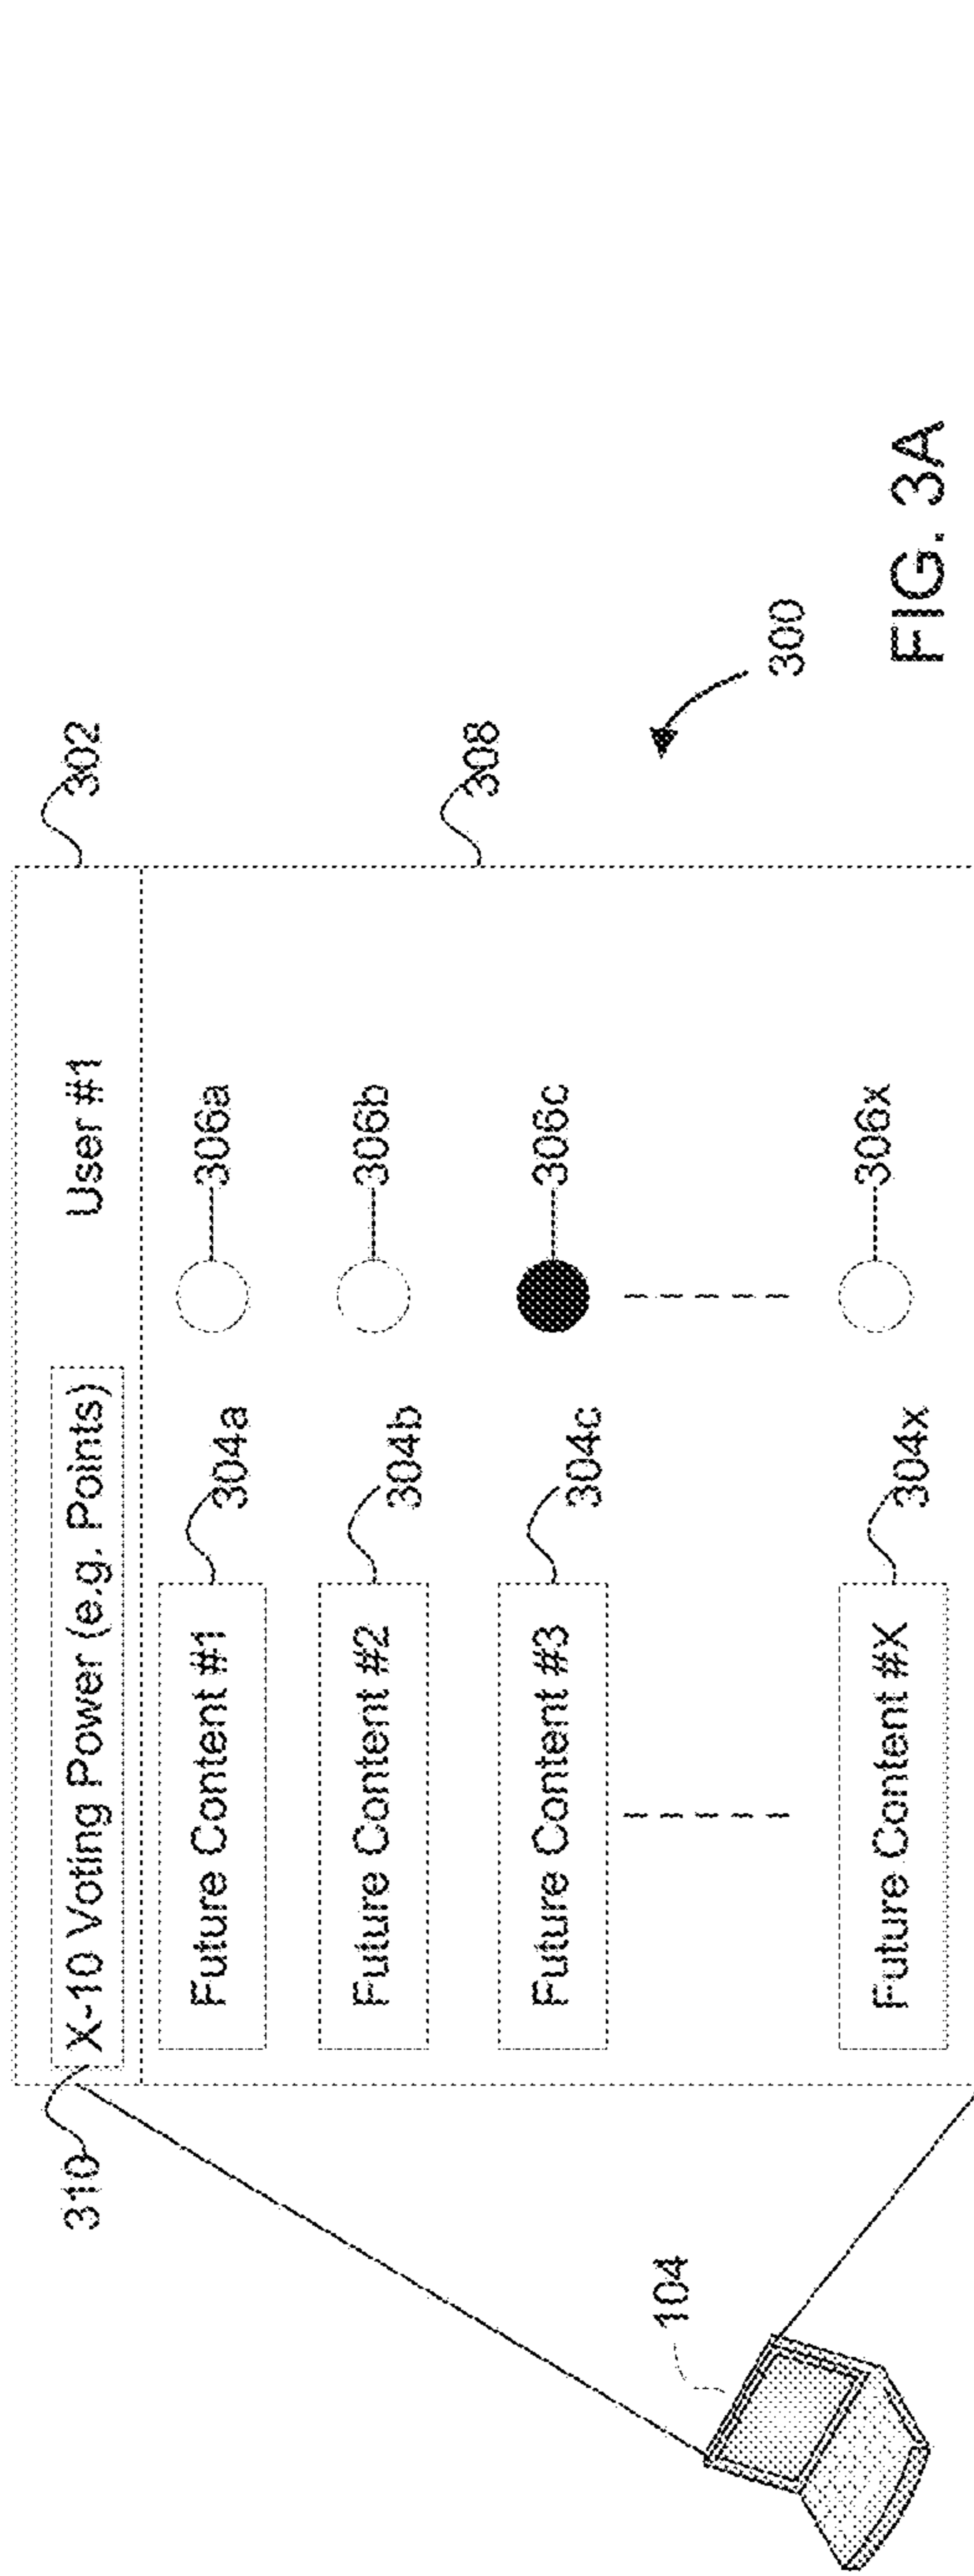 310
X-10 Voting Power (e.g. Points)
User #1
302
Future Content #1
304a
306a
Future Content #2
304b
306b
308
Future Content #3
304c
306c
104
300
Future Content #X
304x
306x
FIG. 3A